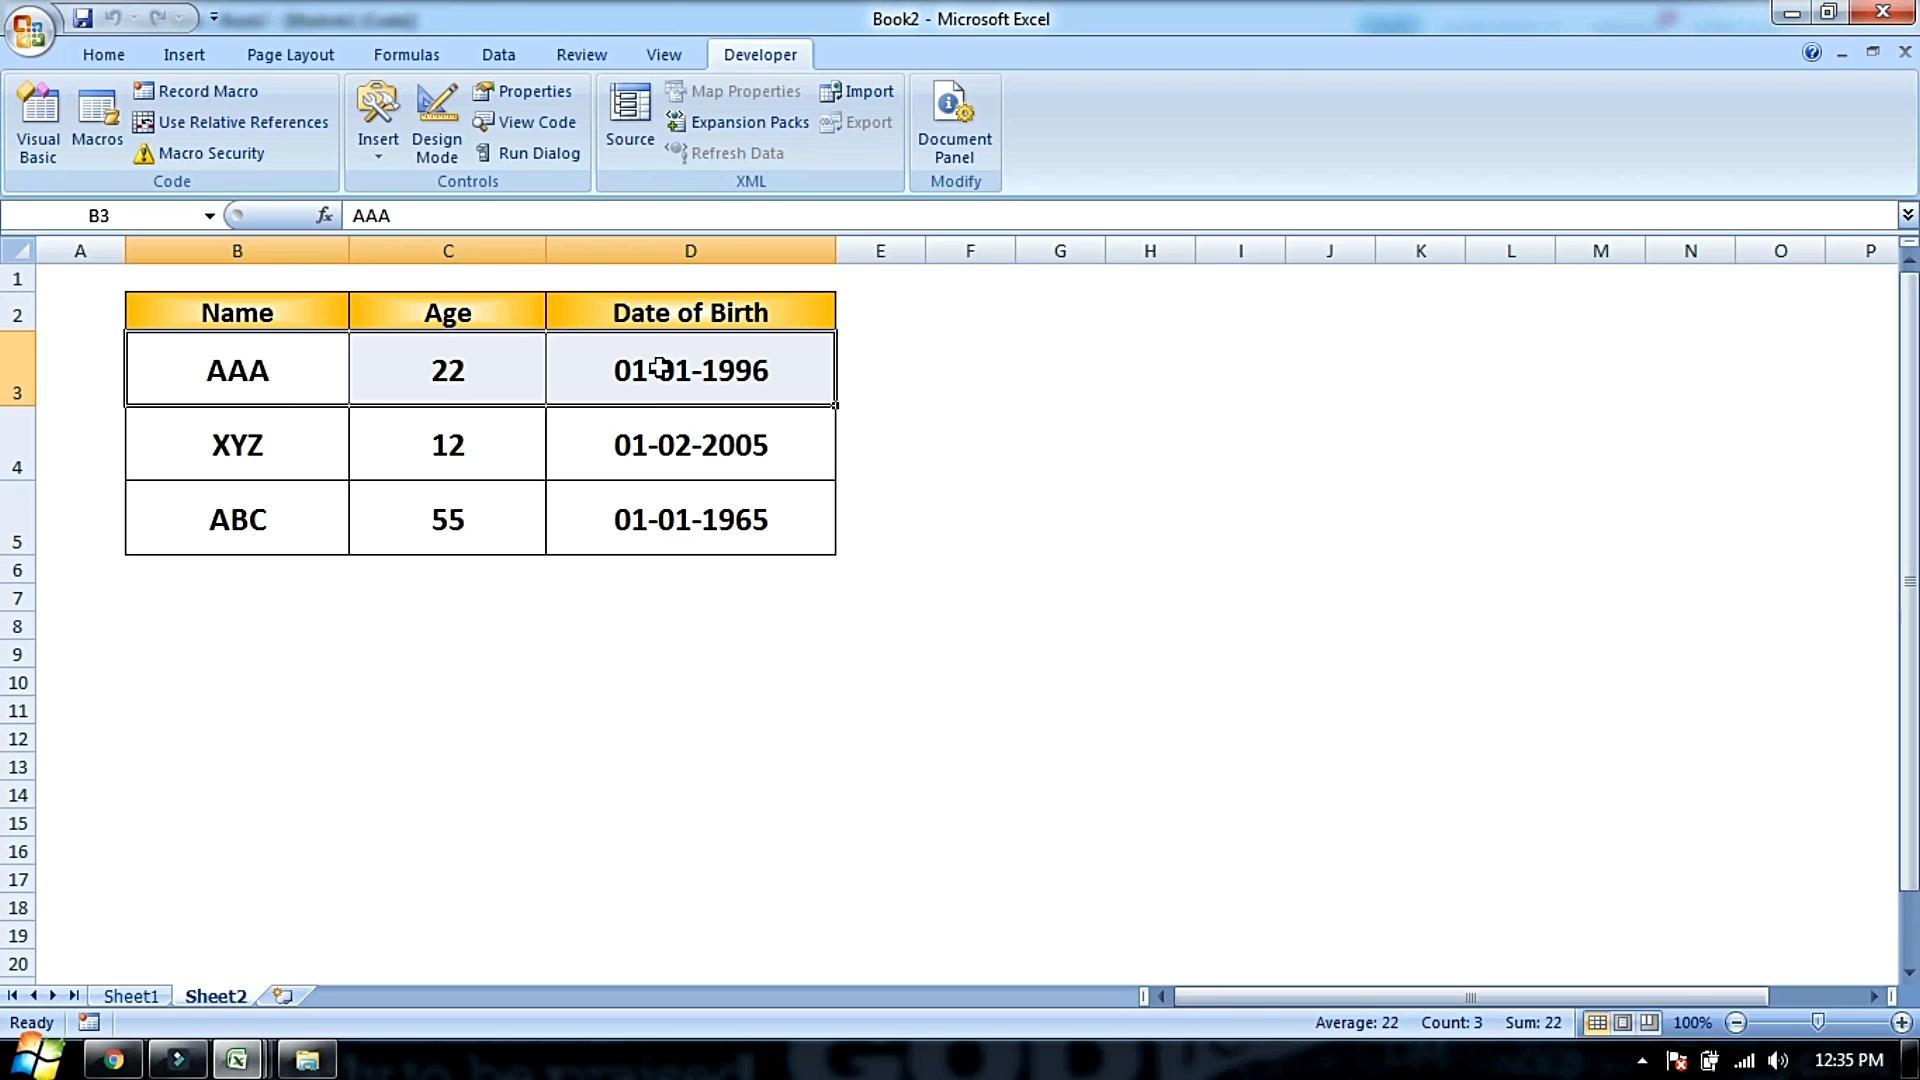 Book2 - Microsoft Excel
Home Insert Page Layout Formulas Data Review View Developer
Visual Basic
Macros
Record Macro
Use Relative References
Macro Security
Code
Insert
Design Mode
Properties
View Code
Run Dialog
Controls
Source
Map Properties
Expansion Packs
Refresh Data
Import
Export
XML
Document Panel
Modify
B3 fx AAA
A B C D E F G H I J K L M N O P
1
2 Name Age Date of Birth
3 AAA 22 01-01-1996
4 XYZ 12 01-02-2005
5 ABC 55 01-01-1965
6
7
8
9
10
11
12
13
14
15
16
17
18
19
20
Sheet1 Sheet2
Ready Average: 22 Count: 3 Sum: 22 100%
12:35 PM